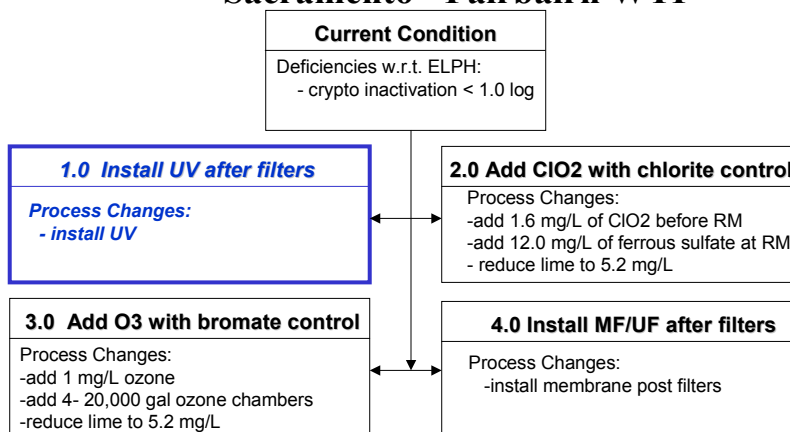 Sacramento - Fairbairn WTP
Current Condition
Deficiencies w.r.t. ELPH:
- crypto inactivation < 1.0 log
1.0 Install UV after filters
Process Changes:
- install UV
2.0 Add ClO2 with chlorite control
Process Changes:
-add 1.6 mg/L of ClO2 before RM
-add 12.0 mg/L of ferrous sulfate at RM
- reduce lime to 5.2 mg/L
3.0 Add O3 with bromate control
Process Changes:
-add 1 mg/L ozone
-add 4- 20,000 gal ozone chambers
-reduce lime to 5.2 mg/L
4.0 Install MF/UF after filters
Process Changes:
-install membrane post filters